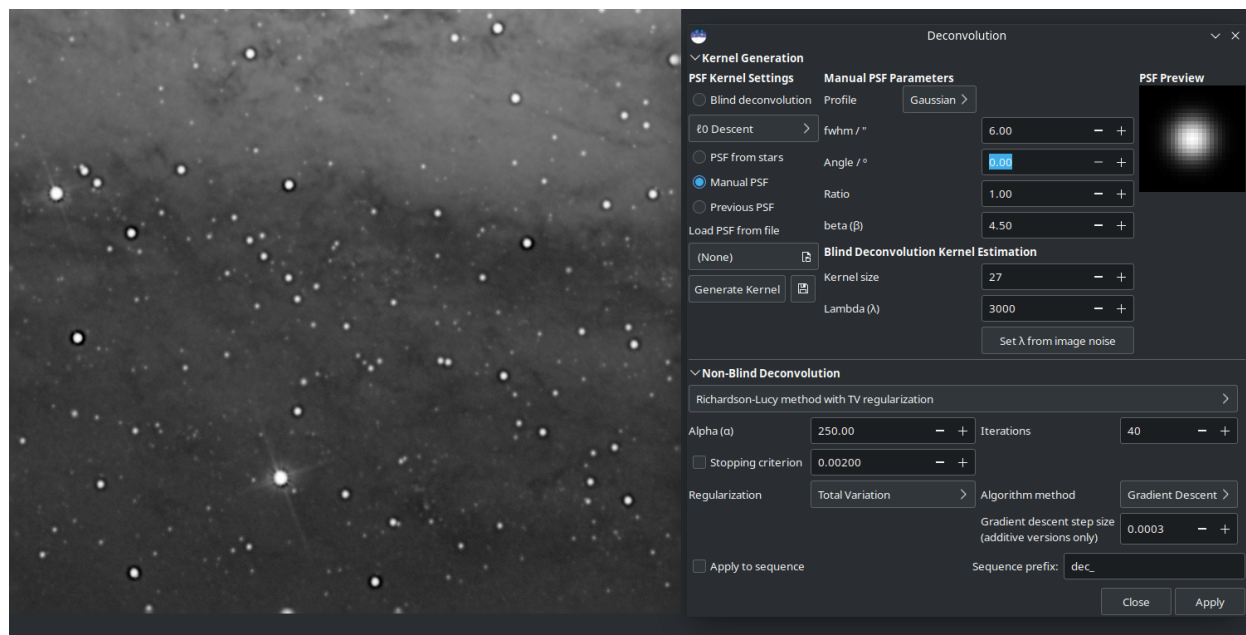 Deconvolution
Kernel Generation
PSF Kernel Settings
Manual PSF Parameters
PSF Preview
Blind deconvolution
Profile
Gaussian
ℓ0 Descent
fwhm / "
6.00
PSF from stars
Angle / º
0.00
Manual PSF
Ratio
1.00
Previous PSF
beta (β)
4.50
Load PSF from file
(None)
Blind Deconvolution Kernel Estimation
Kernel size
27
Generate Kernel
Lambda (λ)
3000
Set λ from image noise
Non-Blind Deconvolution
Richardson-Lucy method with TV regularization
Alpha (α)
250.00
Iterations
40
Stopping criterion
0.00200
Regularization
Total Variation
Algorithm method
Gradient Descent
Gradient descent step size
(additive versions only)
0.0003
Apply to sequence
Sequence prefix:
dec_
Close
Apply